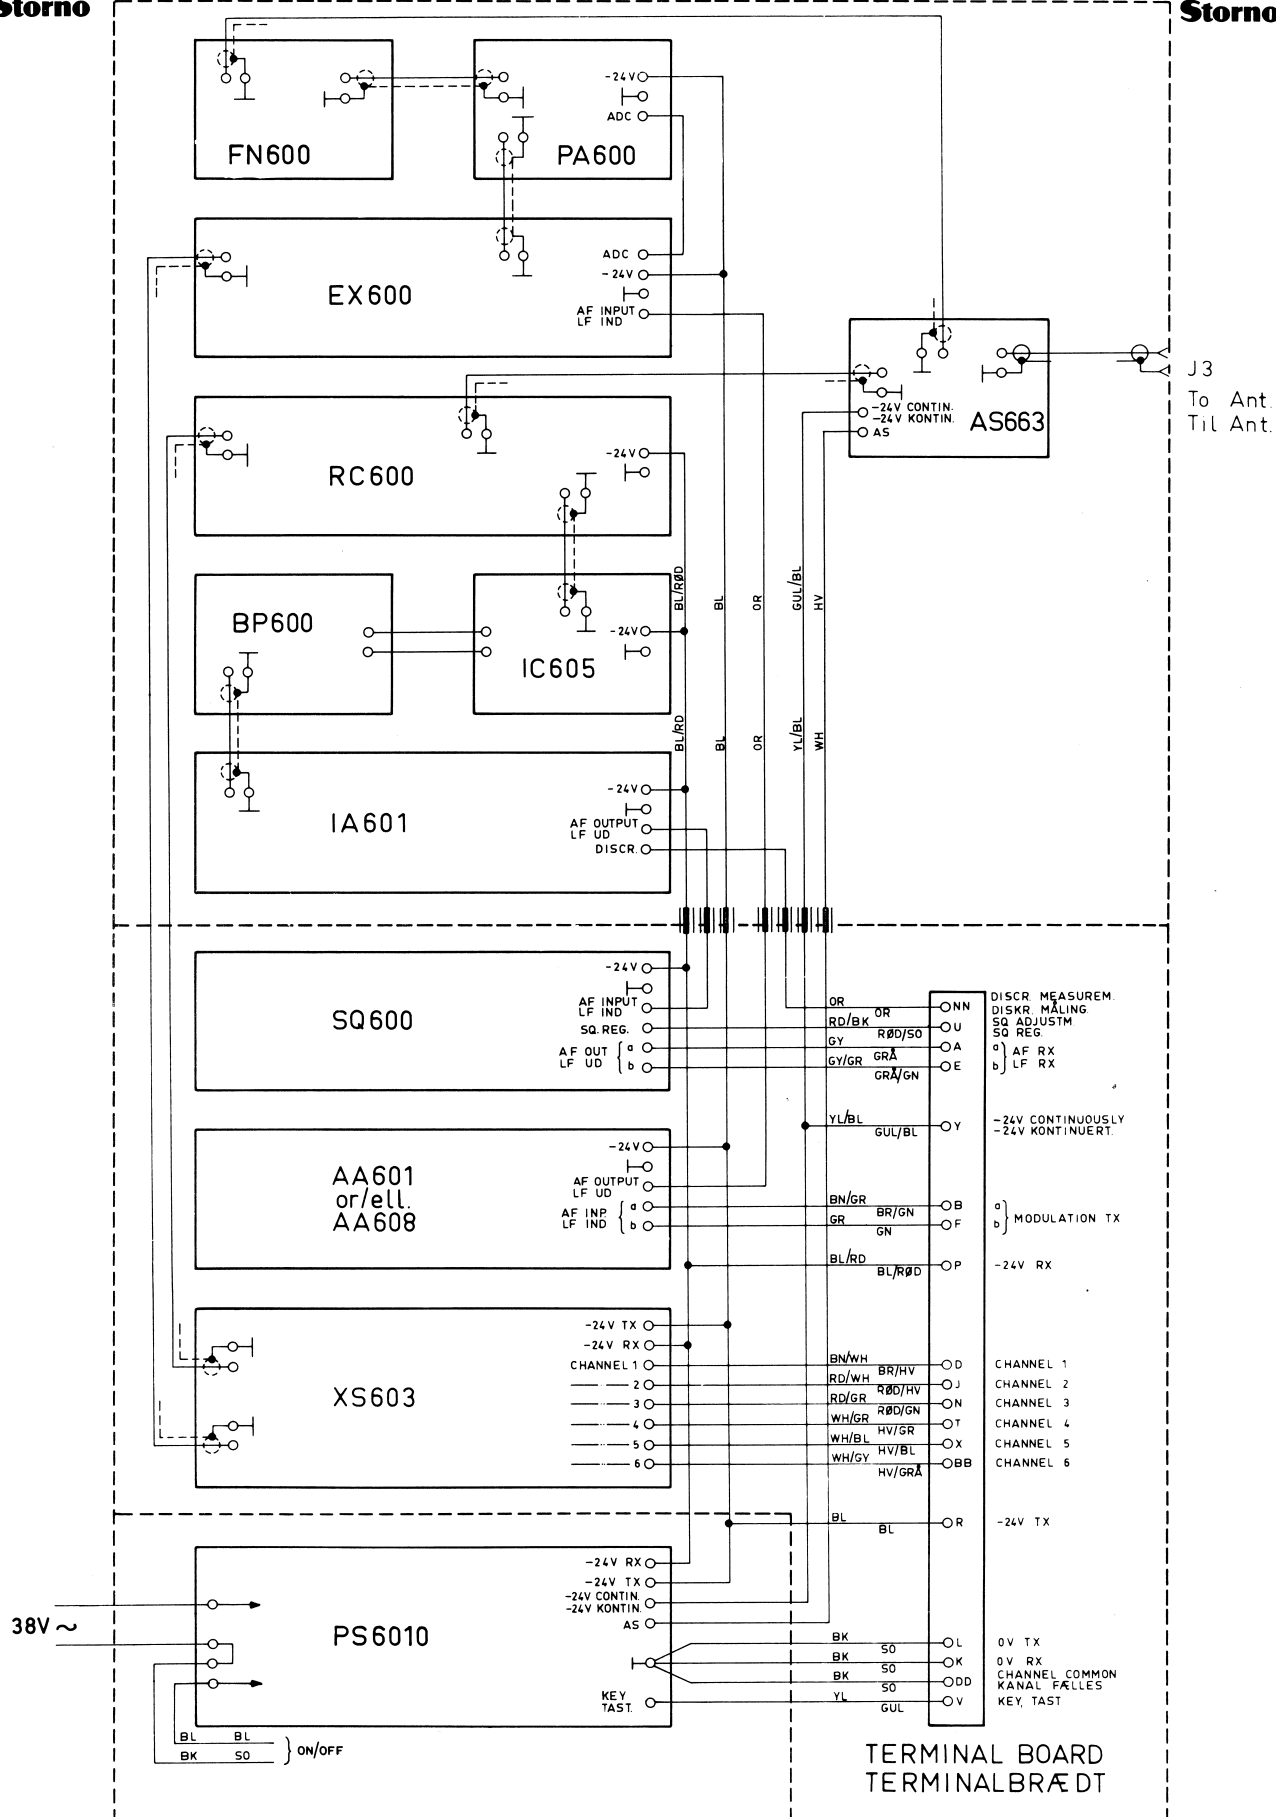 Storno
Storno
FN600
PA600
-24V
ADC
EX600
ADC
-24V
AF INPUT
LF IND
J3
To Ant.
Til Ant.
-24V CONTIN.
-24V KONTIN.
AS
AS663
RC600
-24V
BP600
IC605
-24V
BL/RØD
BL
OR
GUL/BL
HV
BL/RD
BL
OR
YL/BL
WH
IA601
-24V
AF OUTPUT
LF UD
DISCR.
SQ600
-24V
AF INPUT
LF IND
SQ. REG.
AF OUT
LF UD
a
b
OR
OR
RD/BK
RØD/SO
GY
GRÅ
GY/GR
GRÅ/GN
NN
U
A
E
DISCR. MEASUREM.
DISKR. MÅLING.
SQ ADJUSTM
SQ REG.
a
b
AF RX
LF RX
YL/BL
GUL/BL
Y
-24V CONTINUOUSLY
-24V KONTINUERT.
AA601
or/ell.
AA608
-24V
AF OUTPUT
LF UD
AF INP.
LF IND
a
b
BN/GR
BR/GN
GR
GN
B
F
a
b
MODULATION TX
BL/RD
BL/RØD
P
-24V RX
XS603
-24V TX
-24V RX
CHANNEL 1
2
3
4
5
6
BN/WH
BR/HV
RD/WH
RØD/HV
RD/GR
RØD/GN
WH/GR
HV/GR
WH/BL
HV/BL
WH/GY
HV/GRÅ
D
J
N
T
X
BB
CHANNEL 1
CHANNEL 2
CHANNEL 3
CHANNEL 4
CHANNEL 5
CHANNEL 6
BL
BL
R
-24V TX
38V ~
PS6010
-24V RX
-24V TX
-24V CONTIN.
-24V KONTIN.
AS
KEY
TAST.
BK
SO
BK
SO
BK
SO
YL
GUL
L
K
DD
V
0V TX
0V RX
CHANNEL COMMON
KANAL FÆLLES
KEY, TAST
BL BL
BK SO
ON/OFF
TERMINAL BOARD
TERMINALBRÆDT